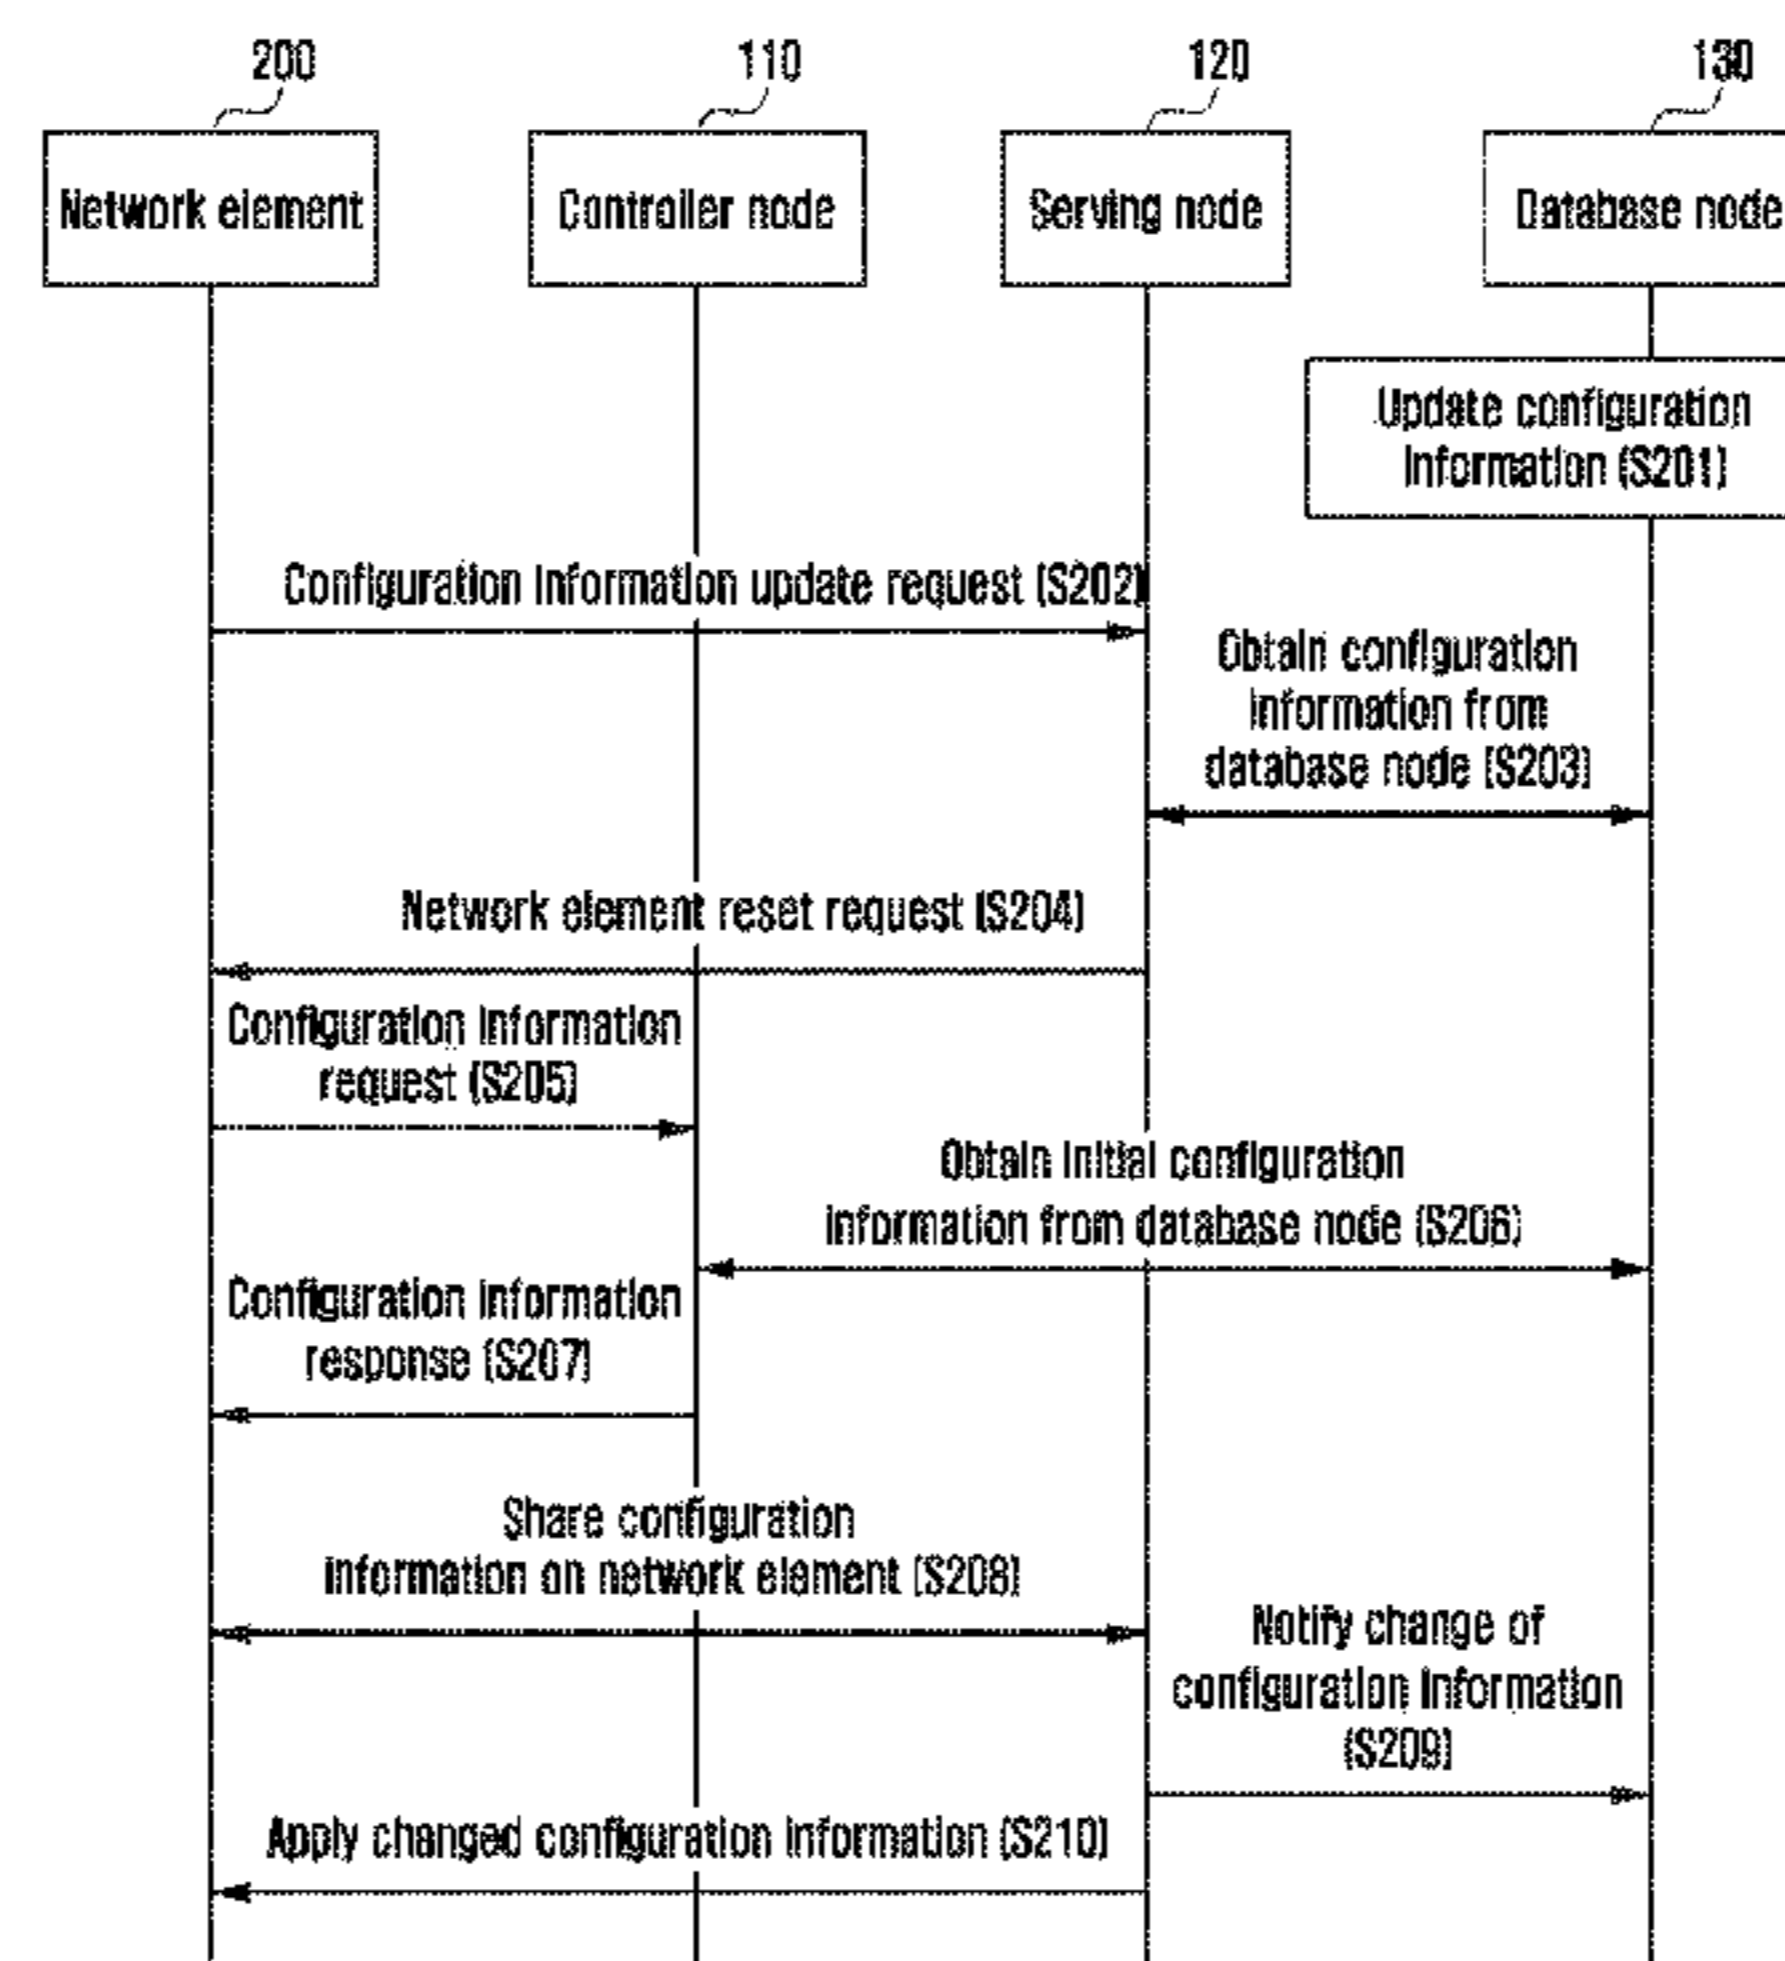 200
110
120
130
Network element
Controller node
Serving node
Database node
Update configuration
information (S201)
Configuration information update request (S202)
Obtain configuration
information from
database node (S203)
Network element reset request (S204)
Configuration information
request (S205)
Obtain initial configuration
information from database node (S206)
Configuration information
response (S207)
Share configuration
information on network element (S208)
Notify change of
configuration information
(S209)
Apply changed configuration information (S210)